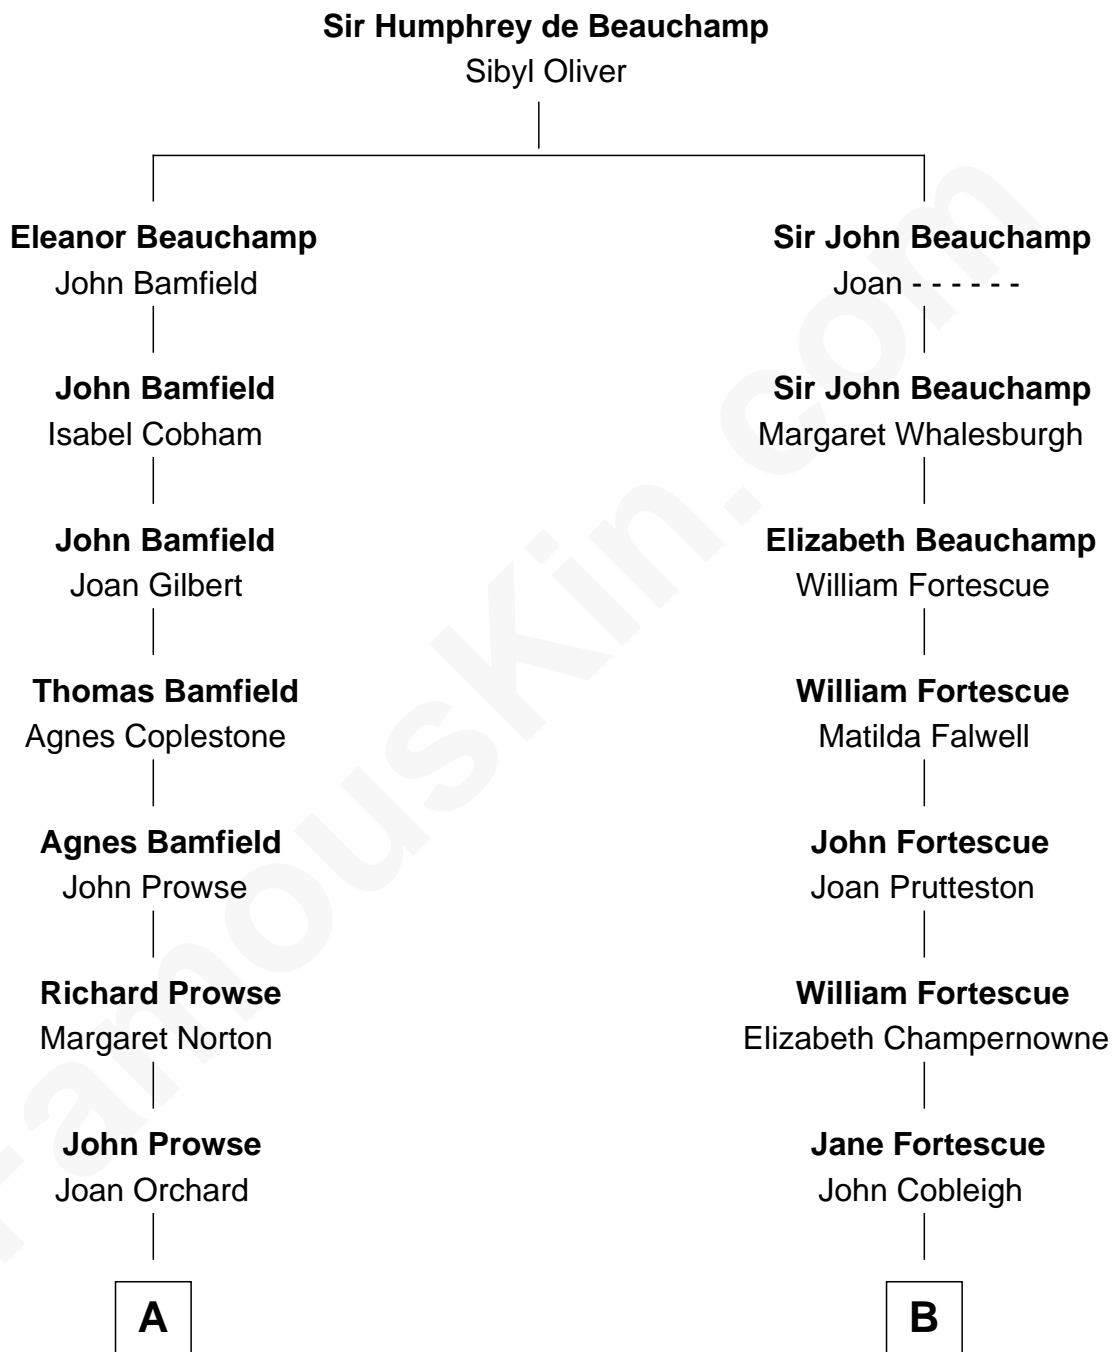 Sir Humphrey de Beauchamp
Sibyl Oliver
Eleanor Beauchamp
John Bamfield
Sir John Beauchamp
Joan - - - - - -
John Bamfield
Isabel Cobham
Sir John Beauchamp
Margaret Whalesburgh
John Bamfield
Joan Gilbert
Elizabeth Beauchamp
William Fortescue
Thomas Bamfield
Agnes Coplestone
William Fortescue
Matilda Falwell
Agnes Bamfield
John Prowse
John Fortescue
Joan Prutteston
Richard Prowse
Margaret Norton
William Fortescue
Elizabeth Champernowne
John Prowse
Joan Orchard
Jane Fortescue
John Cobleigh
A
B
FamousKin.com